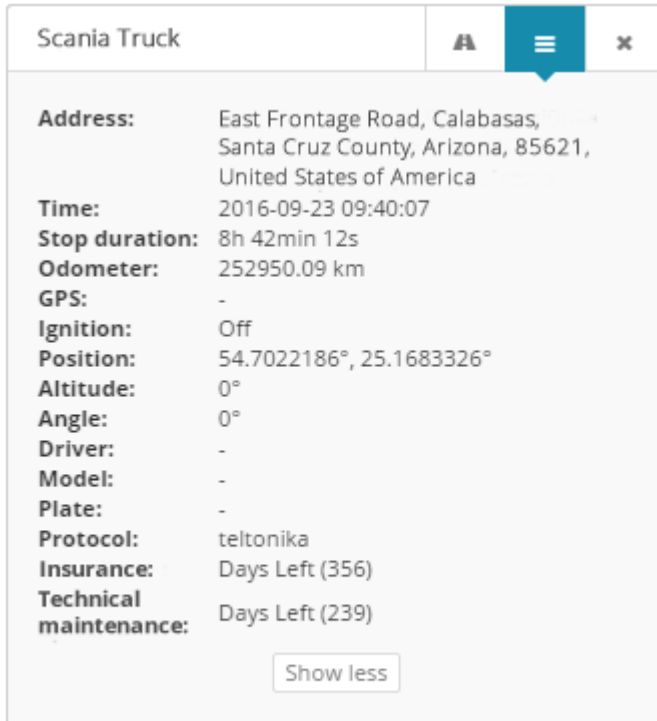 Scania Truck
Address: East Frontage Road, Calabasas,
Santa Cruz County, Arizona, 85621,
United States of America
Time: 2016-09-23 09:40:07
Stop duration: 8h 42min 12s
Odometer: 252950.09 km
GPS: -
Ignition: Off
Position: 54.7022186°, 25.1683326°
Altitude: 0°
Angle: 0°
Driver: -
Model: -
Plate: -
Protocol: teltonika
Insurance: Days Left (356)
Technical
maintenance: Days Left (239)
Show less